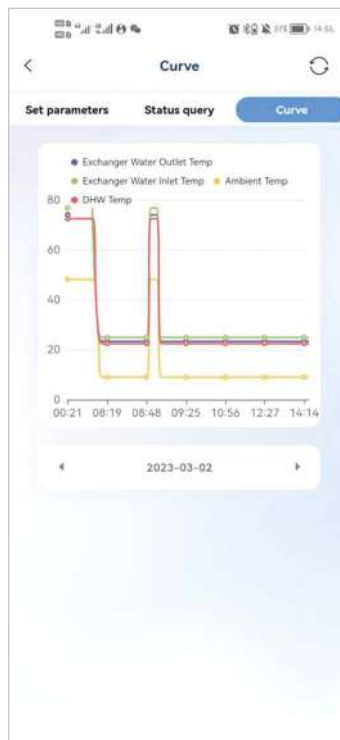 14:54
Curve
Set parameters Status query Curve
Exchanger Water Outlet Temp
Exchanger Water Inlet Temp Ambient Temp
DHW Temp
80
60
40
20
0
00:21 08:19 08:48 09:25 10:56 12:27 14:14
2023-03-02